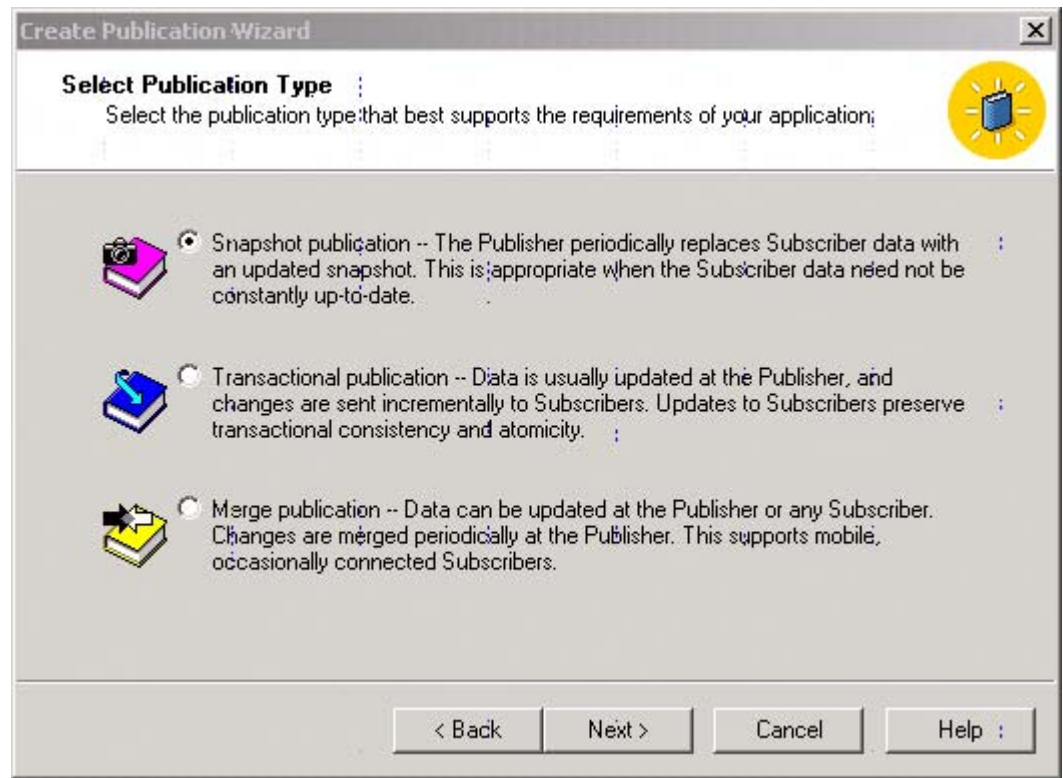 Create Publication Wizard
Select Publication Type
Select the publication type that best supports the requirements of your application.
Snapshot publication -- The Publisher periodically replaces Subscriber data with
an updated snapshot. This is appropriate when the Subscriber data need not be
constantly up-to-date.
Transactional publication -- Data is usually updated at the Publisher, and
changes are sent incrementally to Subscribers. Updates to Subscribers preserve
transactional consistency and atomicity.
Merge publication -- Data can be updated at the Publisher or any Subscriber.
Changes are merged periodically at the Publisher. This supports mobile,
occasionally connected Subscribers.
< Back
Next >
Cancel
Help